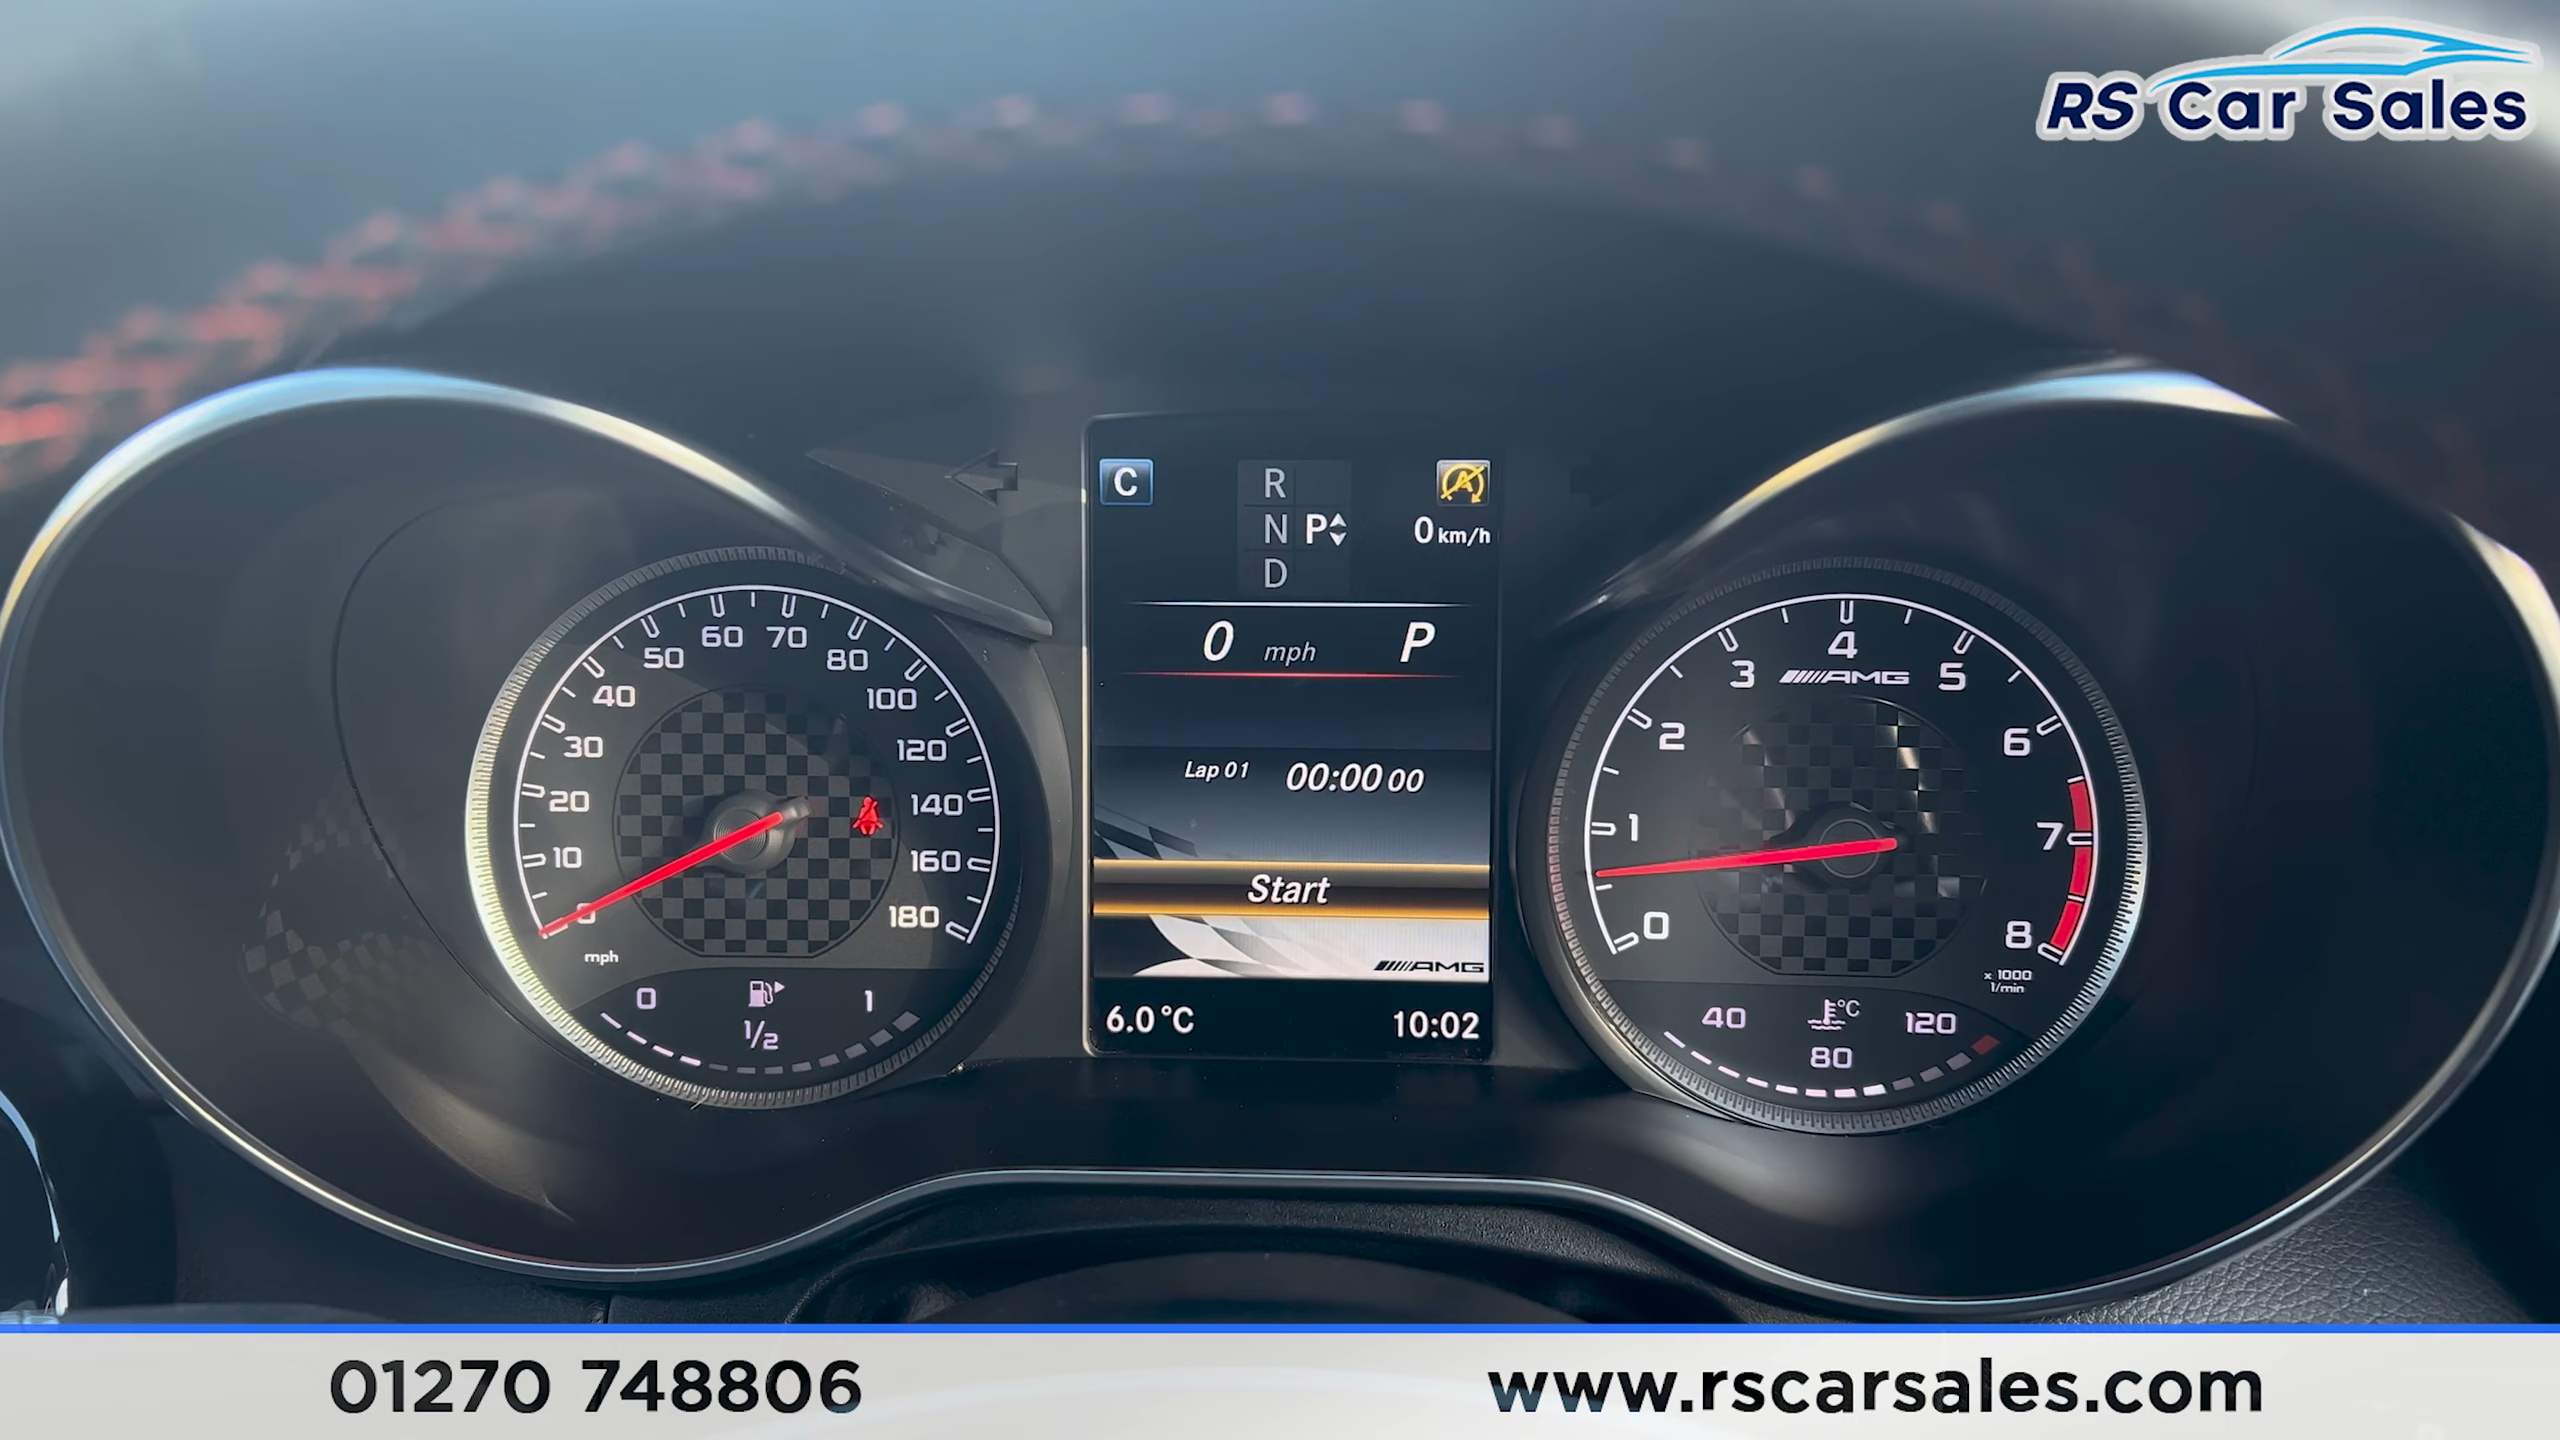 RS Car Sales
C
R
N P
D
0 km/h
0 mph P
Lap 01 00:00 00
Start
AMG
6.0 °C 10:02
0
10
20
30
40
50
60
70
80
100
120
140
160
180
mph
0 1/2 1
0
1
2
3
4
5
6
7
8
AMG
x 1000
1/min
°C
40 80 120
01270 748806 www.rscarsales.com